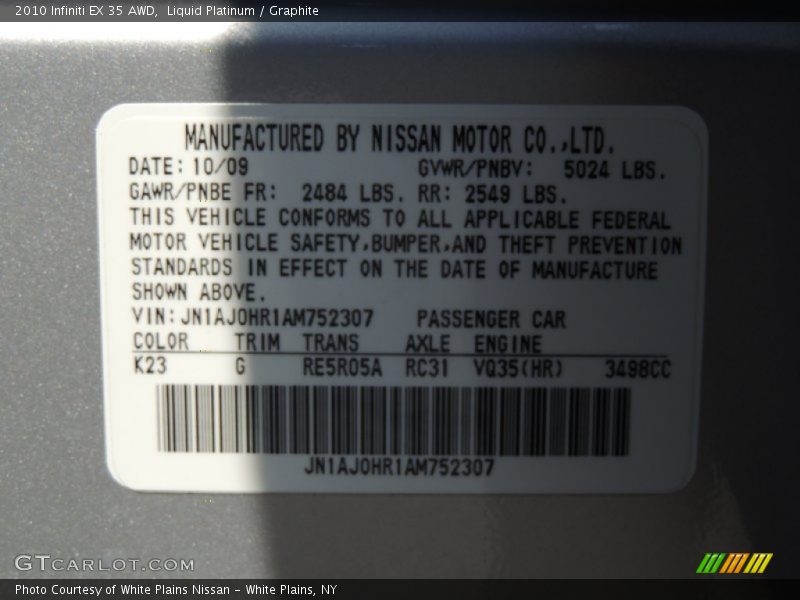 2010 Infiniti EX 35 AWD, Liquid Platinum / Graphite
MANUFACTURED BY NISSAN MOTOR CO.,LTD.
DATE: 10/09 GVWR/PNBV: 5024 LBS.
GAWR/PNBE FR: 2484 LBS. RR: 2549 LBS.
THIS VEHICLE CONFORMS TO ALL APPLICABLE FEDERAL
MOTOR VEHICLE SAFETY,BUMPER,AND THEFT PREVENTION
STANDARDS IN EFFECT ON THE DATE OF MANUFACTURE
SHOWN ABOVE.
VIN: JN1AJ0HR1AM752307 PASSENGER CAR
COLOR TRIM TRANS AXLE ENGINE
K23 G RE5R05A RC31 VQ35(HR) 3498CC
JN1AJ0HR1AM752307
GTCARLOT.COM
Photo Courtesy of White Plains Nissan - White Plains, NY